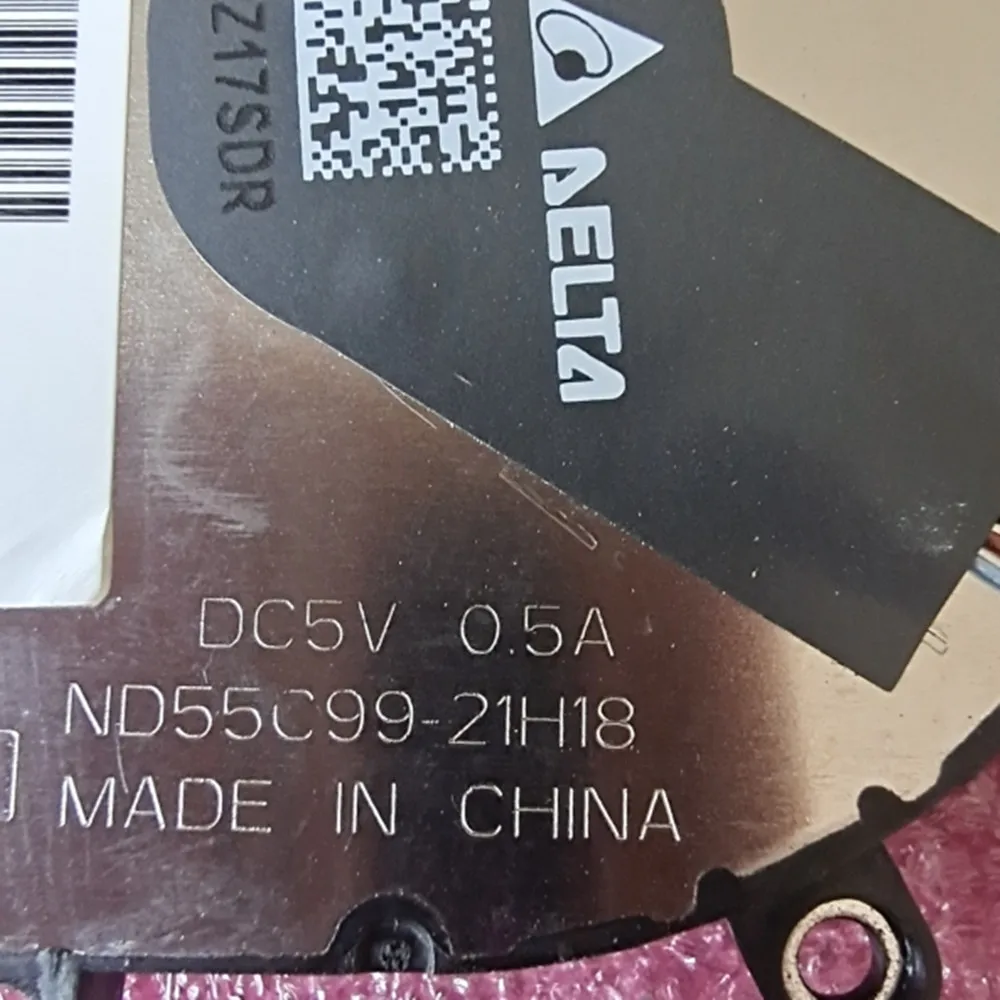 Z17SDR
DELTA
DC5V 0.5A
ND55C99-21H18
MADE IN CHINA